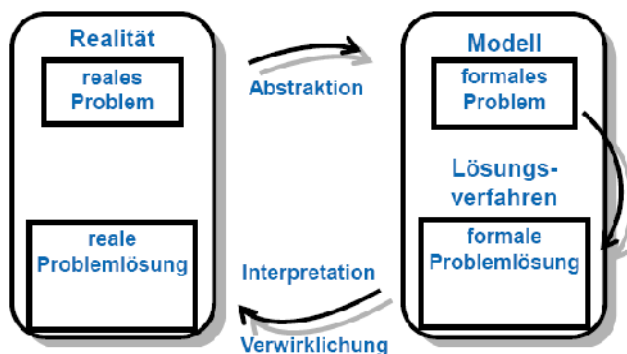 Realität
reales
Problem
reale
Problemlösung
Abstraktion
Modell
formales
Problem
Lösungs-
verfahren
formale
Problemlösung
Interpretation
Verwirklichung